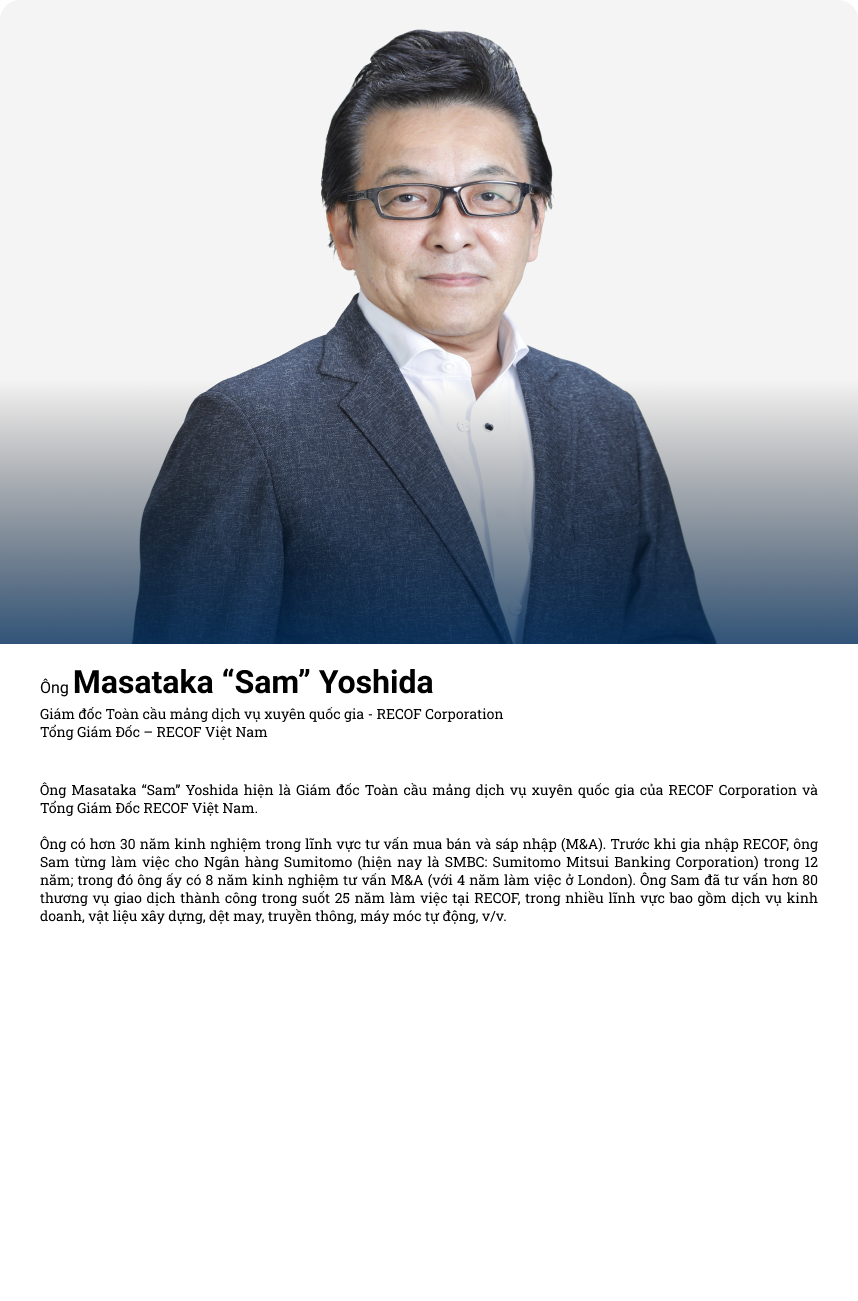 Ông Masataka “Sam” Yoshida
Giám đốc Toàn cầu mảng dịch vụ xuyên quốc gia - RECOF Corporation
Tổng Giám Đốc – RECOF Việt Nam
Ông Masataka “Sam” Yoshida hiện là Giám đốc Toàn cầu mảng dịch vụ xuyên quốc gia của RECOF Corporation và
Tổng Giám Đốc RECOF Việt Nam.
Ông có hơn 30 năm kinh nghiệm trong lĩnh vực tư vấn mua bán và sáp nhập (M&A). Trước khi gia nhập RECOF, ông
Sam từng làm việc cho Ngân hàng Sumitomo (hiện nay là SMBC: Sumitomo Mitsui Banking Corporation) trong 12
năm; trong đó ông ấy có 8 năm kinh nghiệm tư vấn M&A (với 4 năm làm việc ở London). Ông Sam đã tư vấn hơn 80
thương vụ giao dịch thành công trong suốt 25 năm làm việc tại RECOF, trong nhiều lĩnh vực bao gồm dịch vụ kinh
doanh, vật liệu xây dựng, dệt may, truyền thông, máy móc tự động, v/v.